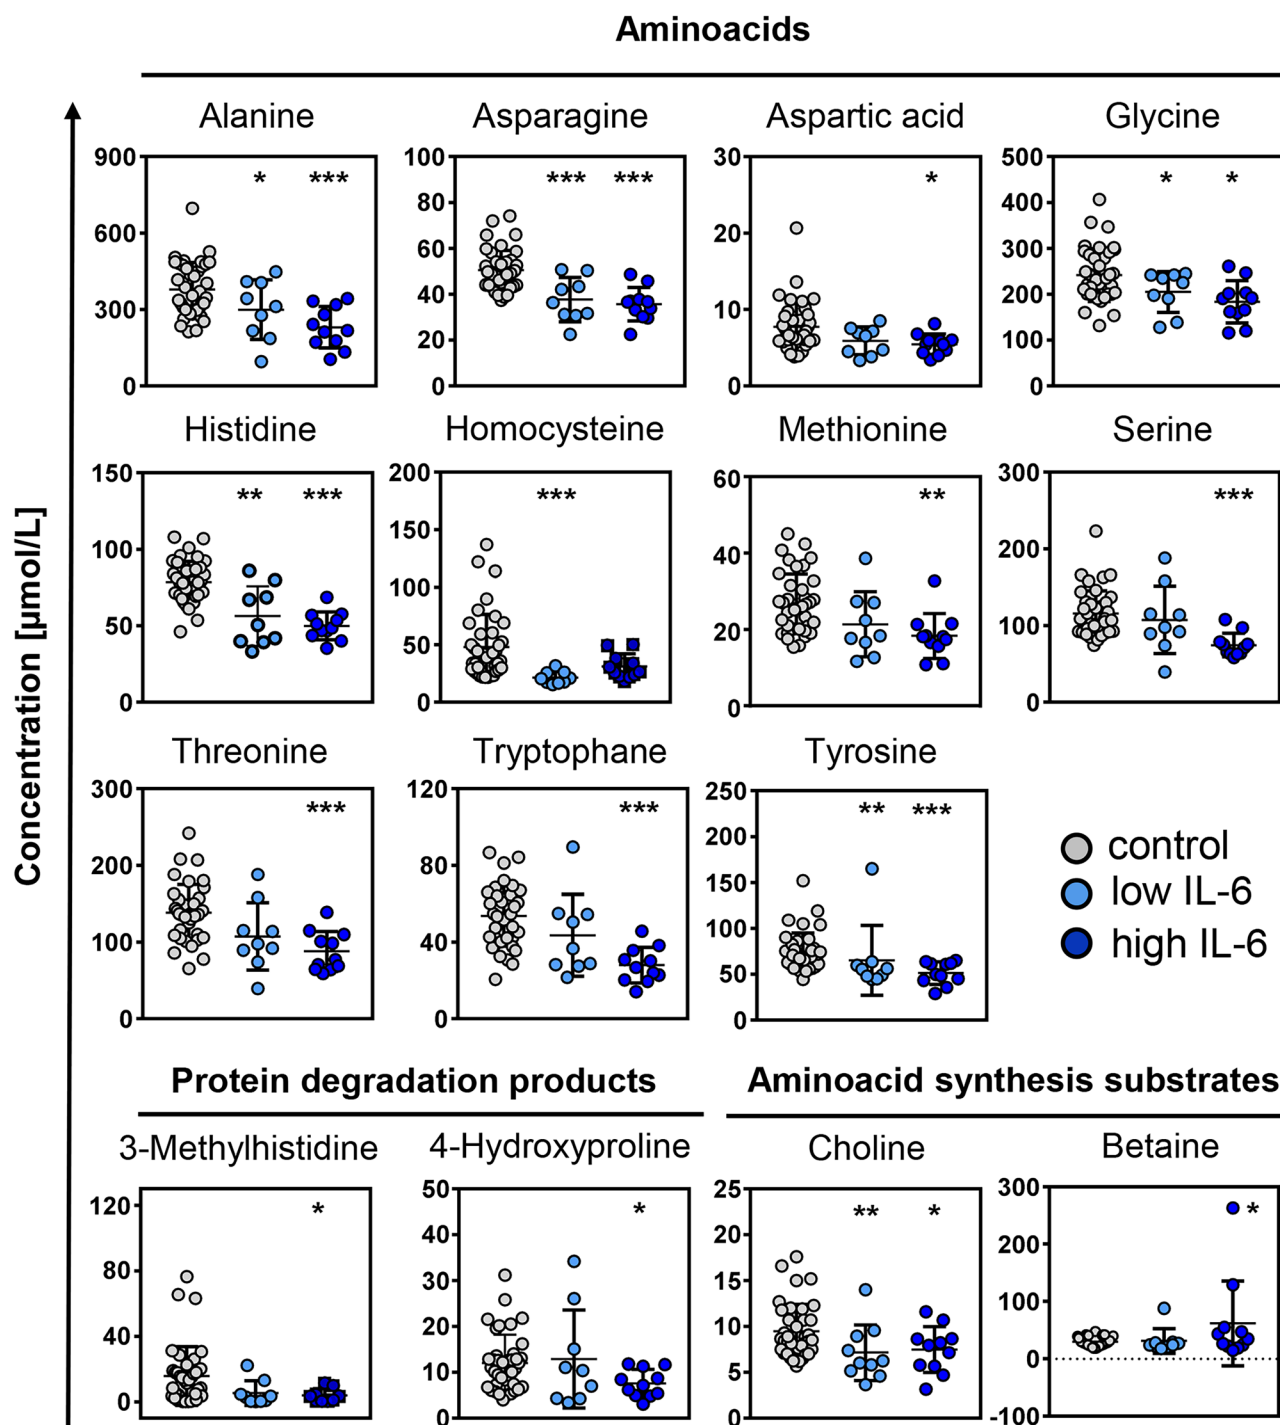 Aminoacids
Alanine Asparagine Aspartic acid Glycine
900 600 300 0
* ***
100 80 60 40 20 0
*** ***
30 20 10 0
*
500 400 300 200 100 0
* *
Histidine Homocysteine Methionine Serine
150 100 50 0
** ***
200 150 100 50 0
***
60 40 20 0
**
300 200 100 0
***
Concentration [µmol/L]
Threonine Tryptophane Tyrosine
300 200 100 0
***
120 80 40 0
***
250 200 150 100 50 0
** ***
control
low IL-6
high IL-6
Protein degradation products Aminoacid synthesis substrates
3-Methylhistidine 4-Hydroxyproline Choline Betaine
120 80 40 0
*
50 40 30 20 10 0
*
25 20 15 10 5 0
** *
300 200 100 0 -100
*